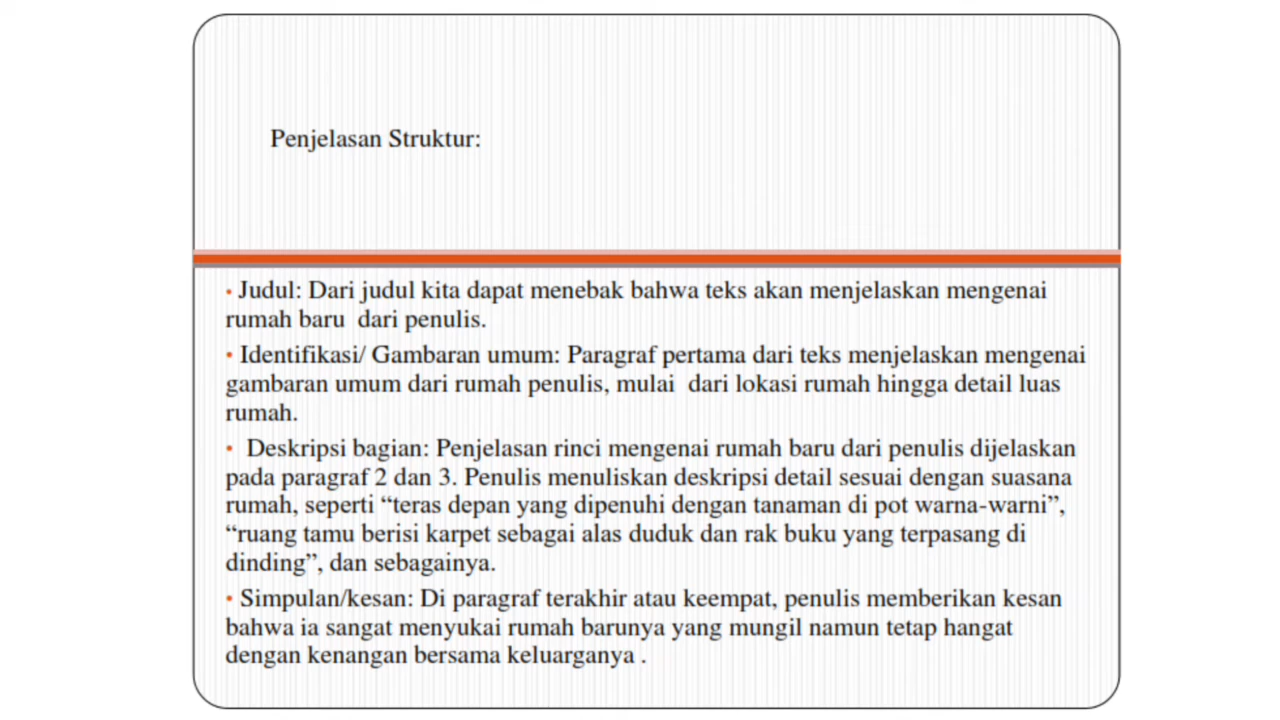 Penjelasan Struktur:
• Judul: Dari judul kita dapat menebak bahwa teks akan menjelaskan mengenai
rumah baru  dari penulis.
• Identifikasi/ Gambaran umum: Paragraf pertama dari teks menjelaskan mengenai
gambaran umum dari rumah penulis, mulai  dari lokasi rumah hingga detail luas
rumah.
•  Deskripsi bagian: Penjelasan rinci mengenai rumah baru dari penulis dijelaskan
pada paragraf 2 dan 3. Penulis menuliskan deskripsi detail sesuai dengan suasana
rumah, seperti “teras depan yang dipenuhi dengan tanaman di pot warna-warni”,
“ruang tamu berisi karpet sebagai alas duduk dan rak buku yang terpasang di
dinding”, dan sebagainya.
• Simpulan/kesan: Di paragraf terakhir atau keempat, penulis memberikan kesan
bahwa ia sangat menyukai rumah barunya yang mungil namun tetap hangat
dengan kenangan bersama keluarganya .